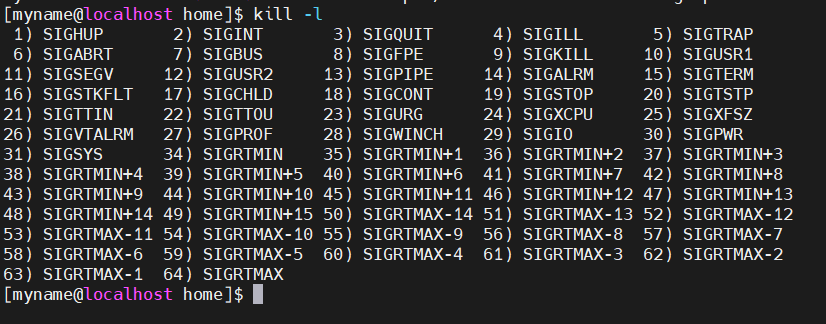 [myname@localhost home]$ kill -l
 1) SIGHUP       2) SIGINT       3) SIGQUIT      4) SIGILL       5) SIGTRAP
 6) SIGABRT      7) SIGBUS       8) SIGFPE       9) SIGKILL     10) SIGUSR1
11) SIGSEGV     12) SIGUSR2     13) SIGPIPE     14) SIGALRM     15) SIGTERM
16) SIGSTKFLT   17) SIGCHLD     18) SIGCONT     19) SIGSTOP     20) SIGTSTP
21) SIGTTIN     22) SIGTTOU     23) SIGURG      24) SIGXCPU     25) SIGXFSZ
26) SIGVTALRM   27) SIGPROF     28) SIGWINCH    29) SIGIO       30) SIGPWR
31) SIGSYS      34) SIGRTMIN    35) SIGRTMIN+1  36) SIGRTMIN+2  37) SIGRTMIN+3
38) SIGRTMIN+4  39) SIGRTMIN+5  40) SIGRTMIN+6  41) SIGRTMIN+7  42) SIGRTMIN+8
43) SIGRTMIN+9  44) SIGRTMIN+10 45) SIGRTMIN+11 46) SIGRTMIN+12 47) SIGRTMIN+13
48) SIGRTMIN+14 49) SIGRTMIN+15 50) SIGRTMAX-14 51) SIGRTMAX-13 52) SIGRTMAX-12
53) SIGRTMAX-11 54) SIGRTMAX-10 55) SIGRTMAX-9  56) SIGRTMAX-8  57) SIGRTMAX-7
58) SIGRTMAX-6  59) SIGRTMAX-5  60) SIGRTMAX-4  61) SIGRTMAX-3  62) SIGRTMAX-2
63) SIGRTMAX-1  64) SIGRTMAX
[myname@localhost home]$